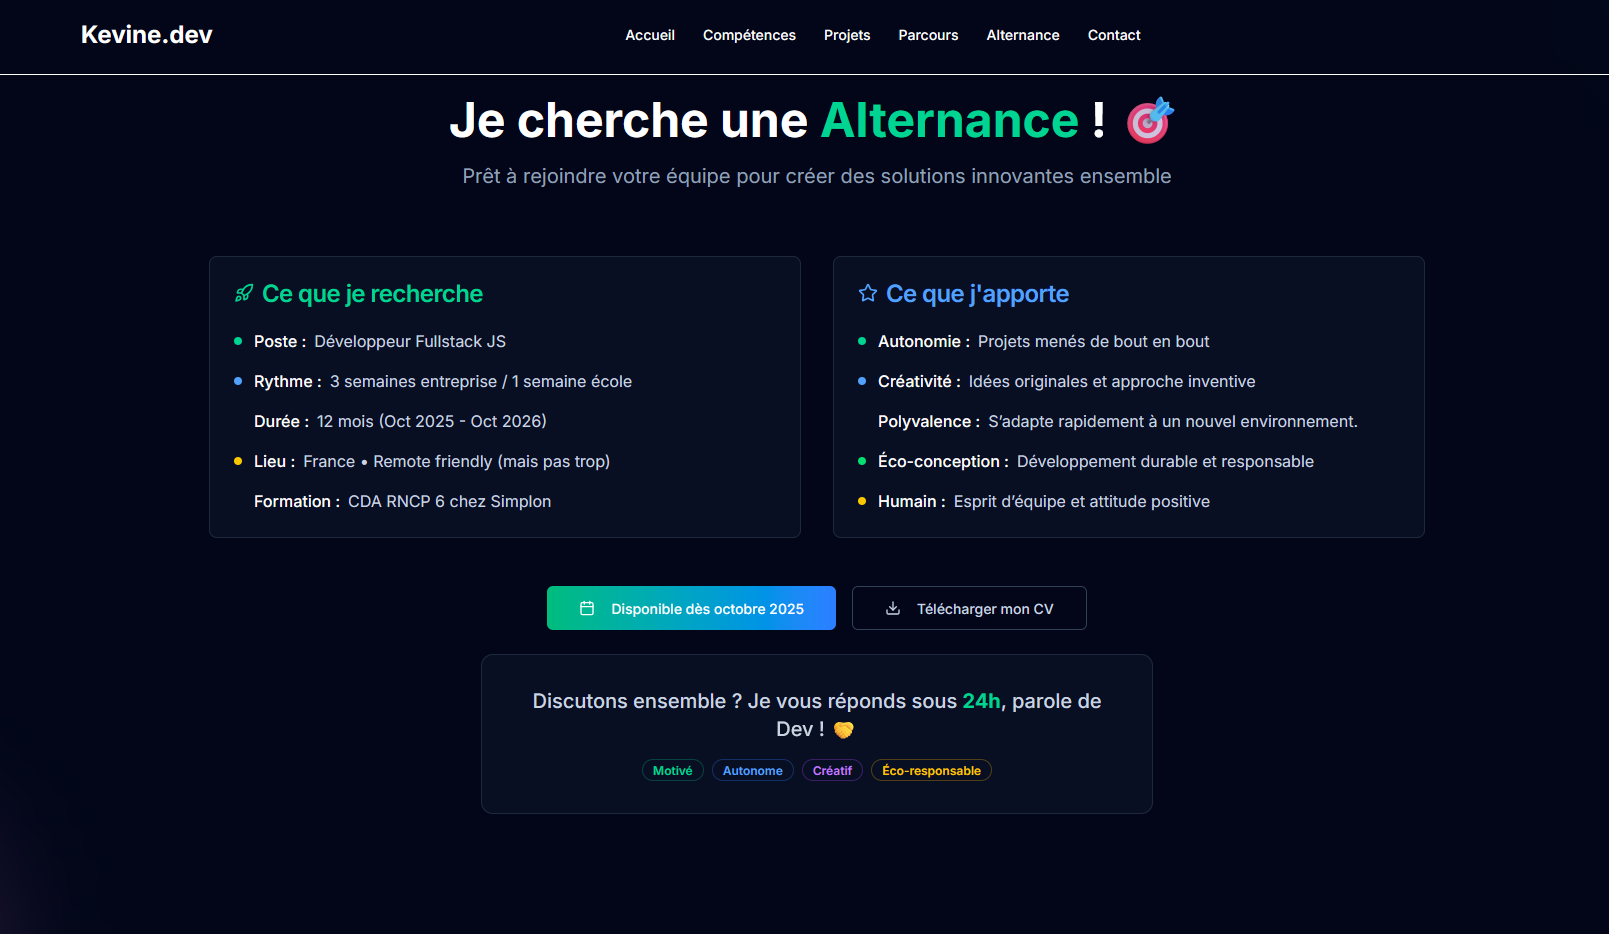 Kevine.dev
Accueil Compétences Projets Parcours Alternance Contact
Je cherche une Alternance ! 🎯
Prêt à rejoindre votre équipe pour créer des solutions innovantes ensemble
Ce que je recherche
Poste : Développeur Fullstack JS
Rythme : 3 semaines entreprise / 1 semaine école
Durée : 12 mois (Oct 2025 - Oct 2026)
Lieu : France • Remote friendly (mais pas trop)
Formation : CDA RNCP 6 chez Simplon
Ce que j'apporte
Autonomie : Projets menés de bout en bout
Créativité : Idées originales et approche inventive
Polyvalence : S’adapte rapidement à un nouvel environnement.
Éco-conception : Développement durable et responsable
Humain : Esprit d’équipe et attitude positive
Disponible dès octobre 2025
Télécharger mon CV
Discutons ensemble ? Je vous réponds sous 24h, parole de
Dev ! 🤝
Motivé Autonome Créatif Éco-responsable